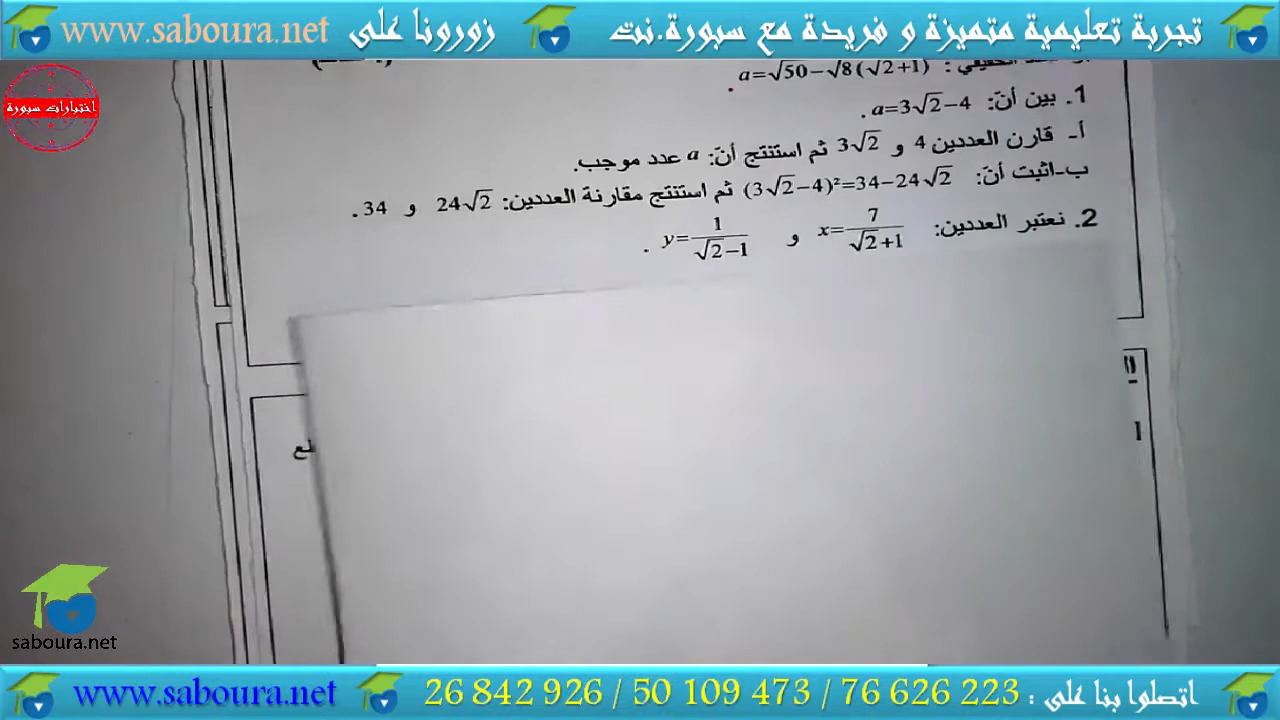 تجربة تعليمية متميزة و فريدة مع سبورة.نت زورونا على www.saboura.net
اختبارات سبورة
a=√50−√8(√2+1)
1. بين أنّ: a=3√2−4 .
أ- قارن العددين 4 و 3√2 ثم استنتج أنّ: a عدد موجب.
ب-اثبت أنّ: (3√2−4)²=34−24√2 ثم استنتج مقارنة العددين: 24√2 و 34 .
2. نعتبر العددين: x=7/(√2+1) و y=1/(√2−1) .
saboura.net
اتصلوا بنا على : 26 842 926 / 50 109 473 / 76 626 223 www.saboura.net